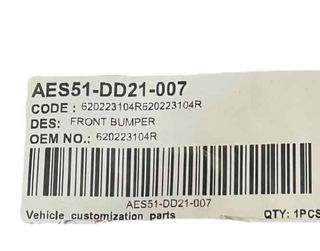 AES51-DD21-007
CODE : 620223104R620223104R
DES: FRONT BUMPER
OEM NO.: 620223104R
AES51-DD21-007
Vehicle customization parts QTY: 1PCS